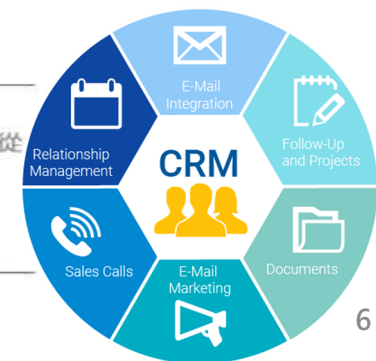 E-Mail
Integration
從
Relationship
Management
CRM
Follow-Up
and Projects
Sales Calls
E-Mail
Marketing
Documents
6